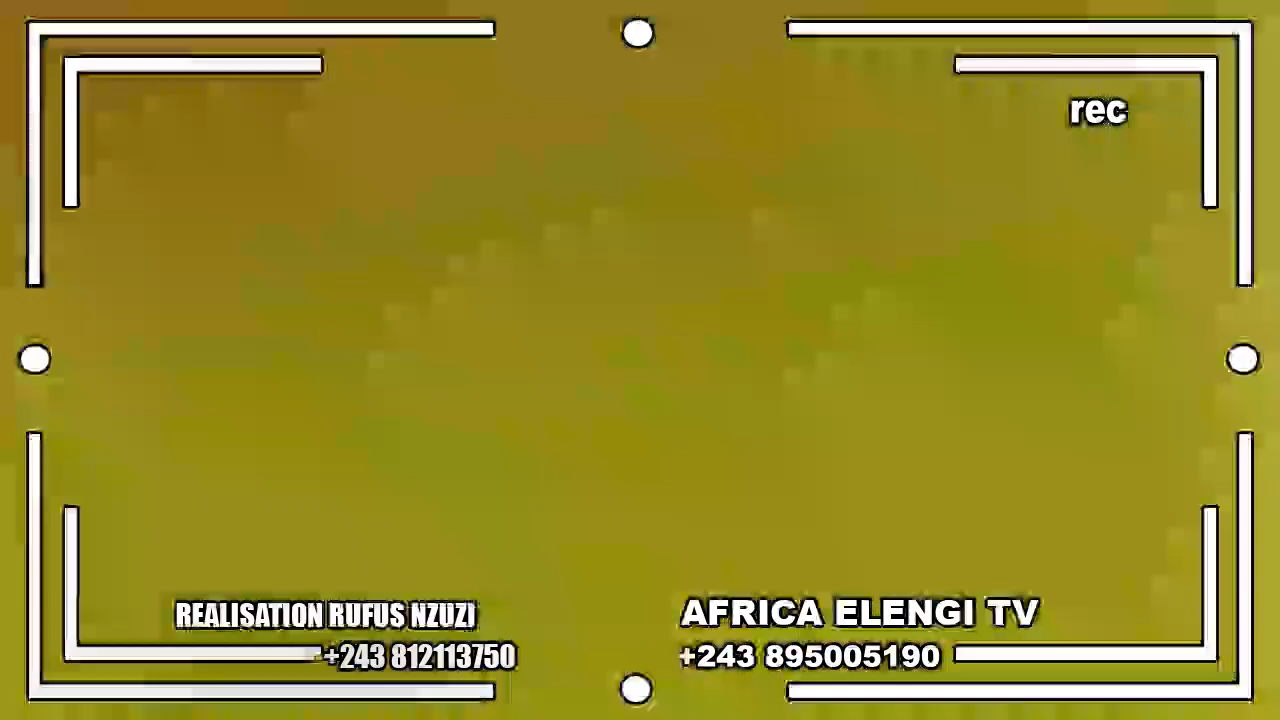 rec
REALISATION RUFUS NZUZI
+243 812113750
AFRICA ELENGI TV
+243 895005190